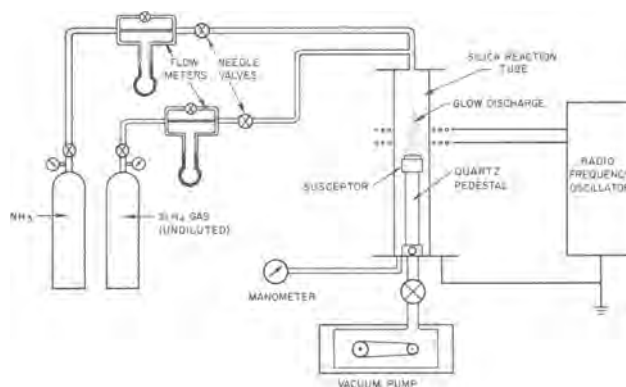 FLOW
METERS
NEEDLE
VALVES
SILICA REACTION
TUBE
GLOW DISCHARGE
SUSCEPTOR
QUARTZ
PEDESTAL
RADIO
FREQUENCY
OSCILLATOR
NH3
SiH4 GAS
(UNDILUTED)
MANOMETER
VACUUM PUMP